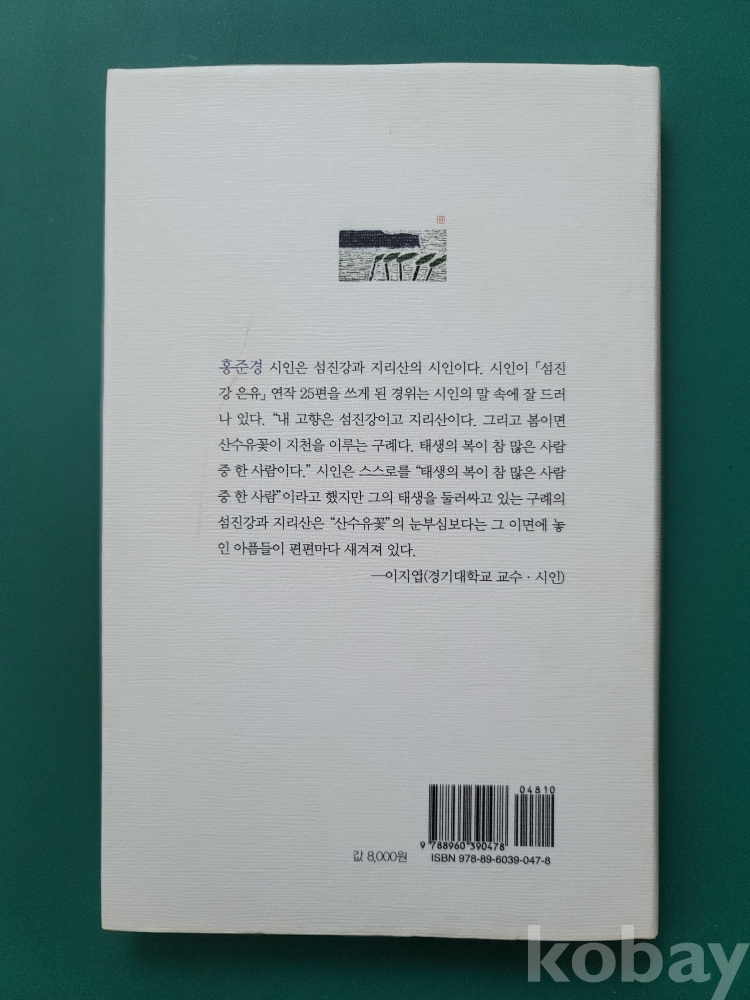 홍준경 시인은 섬진강과 지리산의 시인이다. 시인이 「섬진
강 은유」 연작 25편을 쓰게 된 경위는 시인의 말 속에 잘 드러
나 있다. “내 고향은 섬진강이고 지리산이다. 그리고 봄이면
산수유꽃이 지천을 이루는 구례다. 태생의 복이 참 많은 사람
중 한 사람이다.” 시인은 스스로를 “태생의 복이 참 많은 사람
중 한 사람”이라고 했지만 그의 태생을 둘러싸고 있는 구례의
섬진강과 지리산은 “산수유꽃”의 눈부심보다는 그 이면에 놓
인 아픔들이 편편마다 새겨져 있다.
—이지엽(경기대학교 교수 · 시인)
04810
9 788960 390478
값 8,000원
ISBN 978-89-6039-047-8
kobay